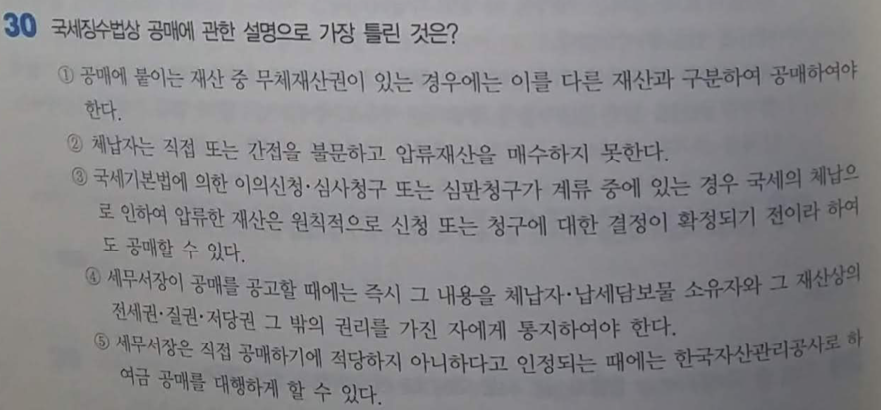 30 국세징수법상 공매에 관한 설명으로 가장 틀린 것은?
① 공매에 붙이는 재산 중 무체재산권이 있는 경우에는 이를 다른 재산과 구분하여 공매하여야
한다.
② 체납자는 직접 또는 간접을 불문하고 압류재산을 매수하지 못한다.
③ 국세기본법에 의한 이의신청·심사청구 또는 심판청구가 계류 중에 있는 경우 국세의 체납으
로 인하여 압류한 재산은 원칙적으로 신청 또는 청구에 대한 결정이 확정되기 전이라 하여
도 공매할 수 있다.
④ 세무서장이 공매를 공고할 때에는 즉시 그 내용을 체납자·납세담보물 소유자와 그 재산상의
전세권·질권·저당권 그 밖의 권리를 가진 자에게 통지하여야 한다.
⑤ 세무서장은 직접 공매하기에 적당하지 아니하다고 인정되는 때에는 한국자산관리공사로 하
여금 공매를 대행하게 할 수 있다.